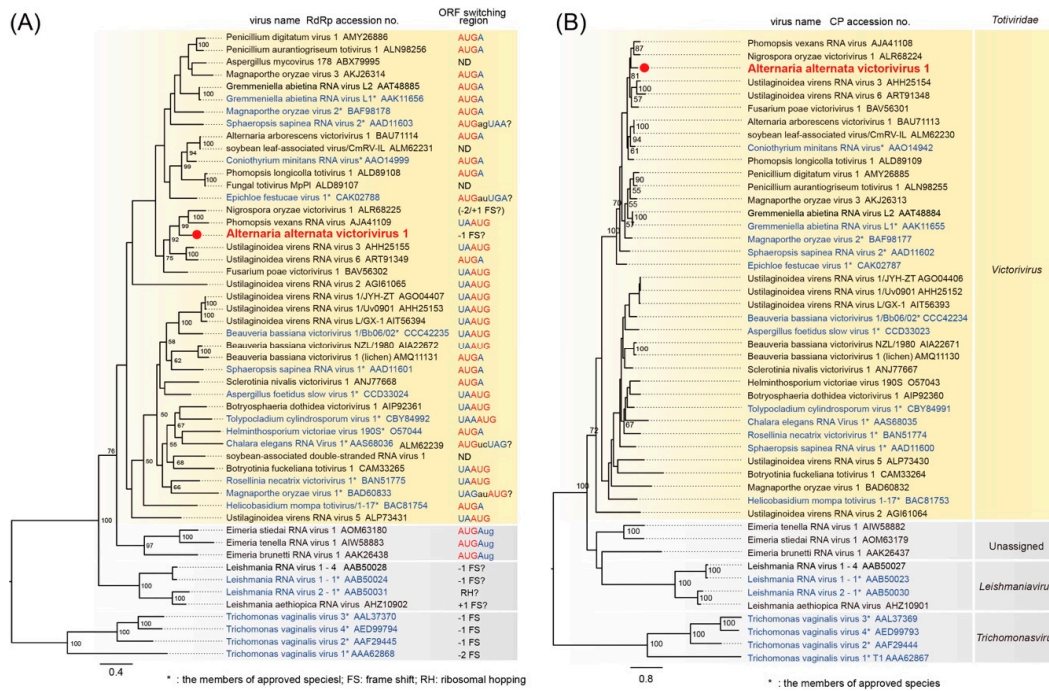 (A)
virus name RdRp accession no.
ORF switching
region
Penicillium digitatum virus 1 AMY26886 AUGA
Penicillium aurantiogriseum totivirus 1 ALN98256 AUGA
Aspergillus mycovirus 178 ABX79995 ND
Magnaporthe oryzae virus 3 AKJ26314 AUGA
Gremmeniella abietina RNA virus L2 AAT48885 AUGA
Gremmeniella abietina RNA virus L1* AAK11656 AUGA
Magnaporthe oryzae virus 2* BAF98178 AUGA
Sphaeropsis sapinea RNA virus 2* AAD11603 AUGagUAA?
Alternaria arborescens victorivirus 1 BAU71114 AUGA
soybean leaf-associated virus/CmRV-IL ALM62231 ND
Coniothyrium minitans RNA virus* AAO14999 AUGA
Phomopsis longicolla totivirus 1 ALD89108 AUGA
Fungal totivirus MpPl ALD89107 ND
Epichloe festucae virus 1* CAK02788 AUGauUGA?
Nigrospora oryzae victorivirus 1 ALR68225 (-2/+1 FS?)
Phomopsis vexans RNA virus AJA41109 UAAUG
Alternaria alternata victorivirus 1 -1 FS?
Ustilaginoidea virens RNA virus 3 AHH25155 UAAUG
Ustilaginoidea virens RNA virus 6 ART91349 AUGA
Fusarium poae victorivirus 1 BAV56302 UAAUG
Ustilaginoidea virens RNA virus 2 AGI61065 UAAUG
Ustilaginoidea virens RNA virus 1/JYH-ZT AGO04407 UAAUG
Ustilaginoidea virens RNA virus 1/Uv0901 AHH25153 UAAUG
Ustilaginoidea virens RNA virus L/GX-1 AIT56394 UAAUG
Beauveria bassiana victorivirus 1/Bb06/02* CCC42235 UAAUG
Beauveria bassiana victorivirus NZL/1980 AIA22672 UAAUG
Beauveria bassiana victorivirus 1 (lichen) AMQ11131 AUGA
Sphaeropsis sapinea RNA virus 1* AAD11601 AUGA
Sclerotinia nivalis victorivirus 1 ANJ77668 AUGA
Aspergillus foetidus slow virus 1* CCD33024 UAAUG
Botryosphaeria dothidea victorivirus 1 AIP92361 UAAUG
Tolypocladium cylindrosporum virus 1* CBY84992 UAAAUG
Helminthosporium victoriae virus 190S* O57044 AUGA
Chalara elegans RNA Virus 1* AAS68036 ALM62239 AUGucUAG?
soybean-associated double-stranded RNA virus 1 ND
Botryotinia fuckeliana totivirus 1 CAM33265 UAAUG
Rosellinia necatrix victorivirus 1* BAN51775 UAAUG
Magnaporthe oryzae virus 1* BAD60833 UAGauAUG?
Helicobasidium mompa totivirus/1-17* BAC81754 AUGA
Ustilaginoidea virens RNA virus 5 ALP73431 UAAUG
Eimeria stiedai RNA virus 1 AOM63180 AUGAug
Eimeria tenella RNA virus 1 AIW58883 AUGAug
Eimeria brunetti RNA virus 1 AAK26438 AUGAug
Leishmania RNA virus 1 - 4 AAB50028 -1 FS?
Leishmania RNA virus 1 - 1* AAB50024 -1 FS?
Leishmania RNA virus 2 - 1* AAB50031 RH?
Leishmania aethiopica RNA virus AHZ10902 +1 FS?
Trichomonas vaginalis virus 3* AAL37370 -1 FS
Trichomonas vaginalis virus 4* AED99794 -1 FS
Trichomonas vaginalis virus 2* AAF29445 -1 FS
Trichomonas vaginalis virus 1* AAA62868 -2 FS
0.4
* : the members of approved speciesl; FS: frame shift; RH: ribosomal hopping
(B)
virus name CP accession no.
Totiviridae
Phomopsis vexans RNA virus AJA41108
Nigrospora oryzae victorivirus 1 ALR68224
Alternaria alternata victorivirus 1
Ustilaginoidea virens RNA virus 3 AHH25154
Ustilaginoidea virens RNA virus 6 ART91348
Fusarium poae virus 1 BAV56301
Alternaria arborescens victorivirus 1 BAU71113
soybean leaf-associated virus/CmRV-IL ALM62230
Coniothyrium minitans RNA virus* AAO14942
Phomopsis longicolla totivirus 1 ALD89109
Penicillium digitatum virus 1 AMY26885
Penicillium aurantiogriseum totivirus 1 ALN98255
Magnaporthe oryzae virus 3 AKJ26313
Gremmeniella abietina RNA virus L2 AAT48884
Gremmeniella abietina RNA virus L1* AAK11655
Magnaporthe oryzae virus 2* BAF98177
Sphaeropsis sapinea RNA virus 2* AAD11602
Epichloe festucae virus 1* CAK02787
Victorivirus
Ustilaginoidea virens RNA virus 1/JYH-ZT AGO04406
Ustilaginoidea virens RNA virus 1/Uv0901 AHH25152
Ustilaginoidea virens RNA virus L/GX-1 AIT56393
Beauveria bassiana victorivirus 1/Bb06/02* CCC42234
Aspergillus foetidus slow virus 1* CCD33023
Beauveria bassiana victorivirus NZL/1980 AIA22671
Beauveria bassiana victorivirus 1 (lichen) AMQ11130
Sclerotinia nivalis victorivirus 1 ANJ77667
Helminthosporium victoriae virus 190S O57043
Botryosphaeria dothidea victorivirus 1 AIP92360
Tolypocladium cylindrosporum virus 1* CBY84991
Chalara elegans RNA virus 1* AAS68035
Rosellinia necatrix victorivirus 1* BAN51774
Sphaeropsis sapinea RNA virus 1* AAD11600
Ustilaginoidea virens RNA virus 5 ALP73430
Botryotinia fuckeliana totivirus 1 CAM33264
Magnaporthe oryzae virus 1 BAD60832
Helicobasidium mompa totivirus 1-17* BAC81753
Ustilaginoidea virens RNA virus 2 AGI61064
Eimeria tenella RNA virus 1 AIW58882
Eimeria stiedai RNA virus 1 AOM63179
Unassigned
Eimeria brunetti RNA virus 1 AAK26437
Leishmania RNA virus 1 - 4 AAB50027
Leishmania RNA virus 1 - 1* AAB50023
Leishmaniavirus
Leishmania RNA virus 2 - 1* AAB50030
Leishmania aethiopica RNA virus AHZ10901
Trichomonas vaginalis virus 3* AAL37369
Trichomonas vaginalis virus 4* AED99793
Trichomonasvirus
Trichomonas vaginalis virus 2* AAF29444
Trichomonas vaginalis virus 1* T1 AAA62867
0.8
* : the members of approved species